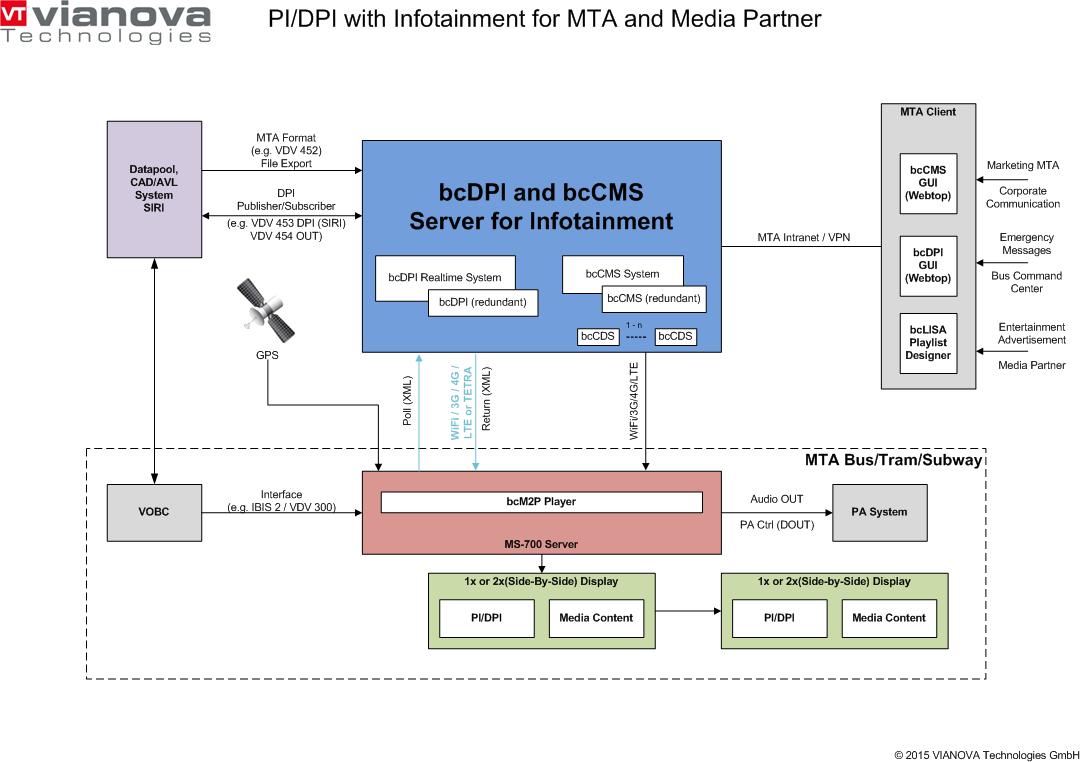 VT vianova
Technologies
PI/DPI with Infotainment for MTA and Media Partner
Datapool,
CAD/AVL
System
SIRI
MTA Format
(e.g. VDV 452)
File Export
DPI
Publisher/Subscriber
(e.g. VDV 453 DPI (SIRI)
VDV 454 OUT)
bcDPI and bcCMS
Server for Infotainment
bcDPI Realtime System
bcDPI (redundant)
bcCMS System
bcCMS (redundant)
1 - n
bcCDS ----- bcCDS
MTA Intranet / VPN
MTA Client
bcCMS
GUI
(Webtop)
bcDPI
GUI
(Webtop)
bcLISA
Playlist
Designer
Marketing MTA
Corporate
Communication
Emergency
Messages
Bus Command
Center
Entertainment
Advertisement
Media Partner
GPS
Poll (XML)
WiFi / 3G / 4G /
LTE or TETRA
Return (XML)
WiFi/3G/4G/LTE
MTA Bus/Tram/Subway
VOBC
Interface
(e.g. IBIS 2 / VDV 300)
bcM2P Player
MS-700 Server
Audio OUT
PA Ctrl (DOUT)
PA System
1x or 2x(Side-By-Side) Display
PI/DPI
Media Content
1x or 2x(Side-by-Side) Display
PI/DPI
Media Content
© 2015 VIANOVA Technologies GmbH